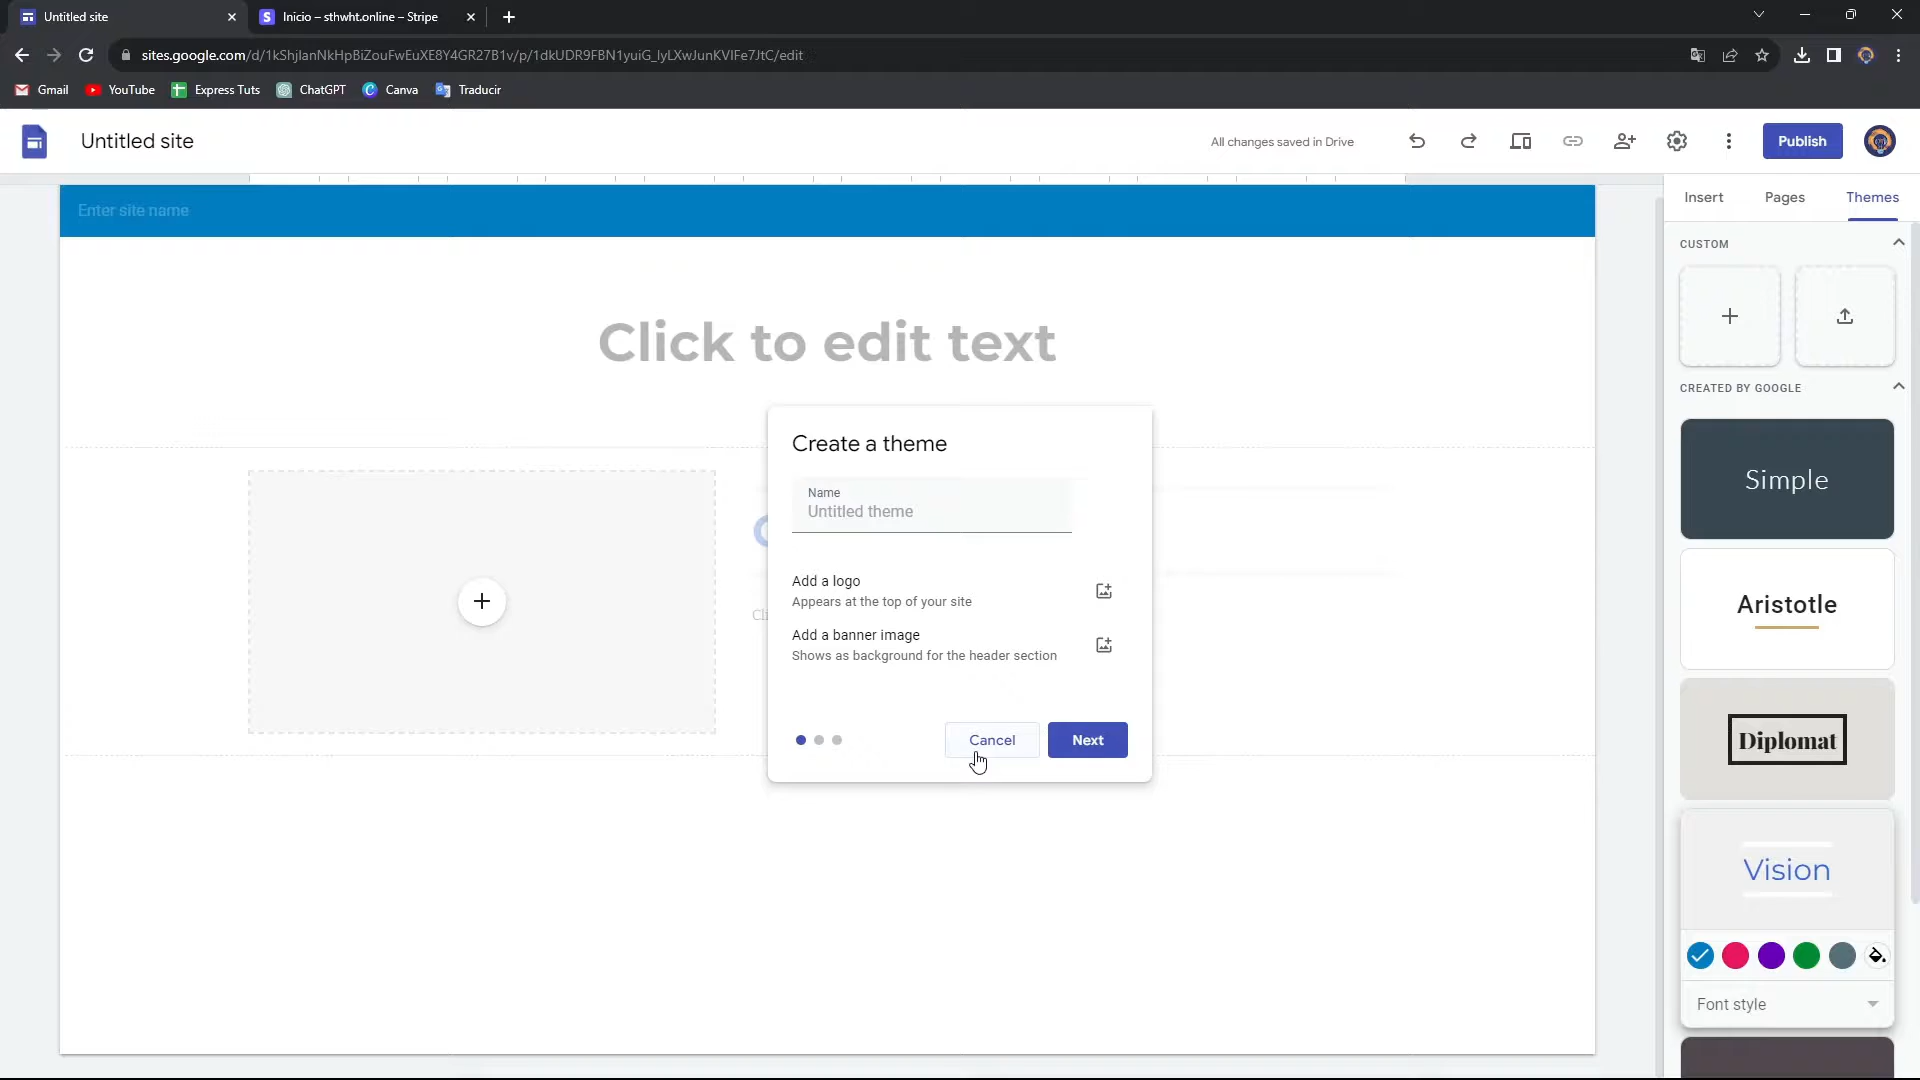 Untitled site
Inicio – sthwht.online – Stripe
sites.google.com/d/1kShjlanNkHpBiZouFwEuXE8Y4GR27B1v/p/1dkUDR9FBN1yuiG_lyLXwJunKVIFe7JtC/edit
Gmail
YouTube
Express Tuts
ChatGPT
Canva
Traducir
Untitled site
All changes saved in Drive
Publish
Insert
Pages
Themes
Enter site name
CUSTOM
Click to edit text
CREATED BY GOOGLE
Create a theme
Name
Untitled theme
Simple
Add a logo
Appears at the top of your site
Aristotle
Add a banner image
Shows as background for the header section
Cancel
Next
Diplomat
Vision
Font style